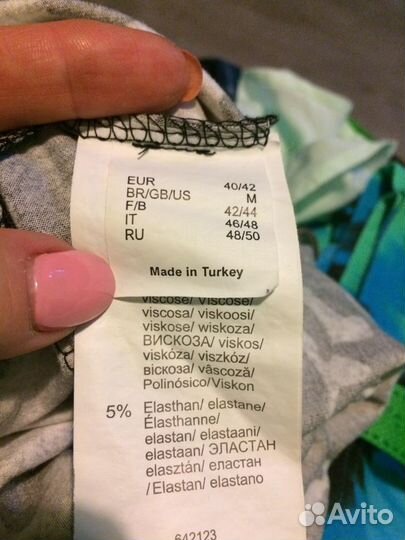 EUR 40/42
BR/GB/US M
F/B 42/44
IT 46/48
RU 48/50
Made in Turkey
viscose/ viscose/
viscosa/ viskoosi/
viskose/ wiskoza/
ВИСКОЗА/ viskos/
viskóza/ viszkóz/
віскоза/ vâscoză/
Polinósico/Viskon
5% Elasthan/ elastane/
Élasthanne/
elastan/ elastaani/
elastaan/ ЭЛАСТАН
elasztán/ еластан
/Elastan/ elastano
642123
Avito